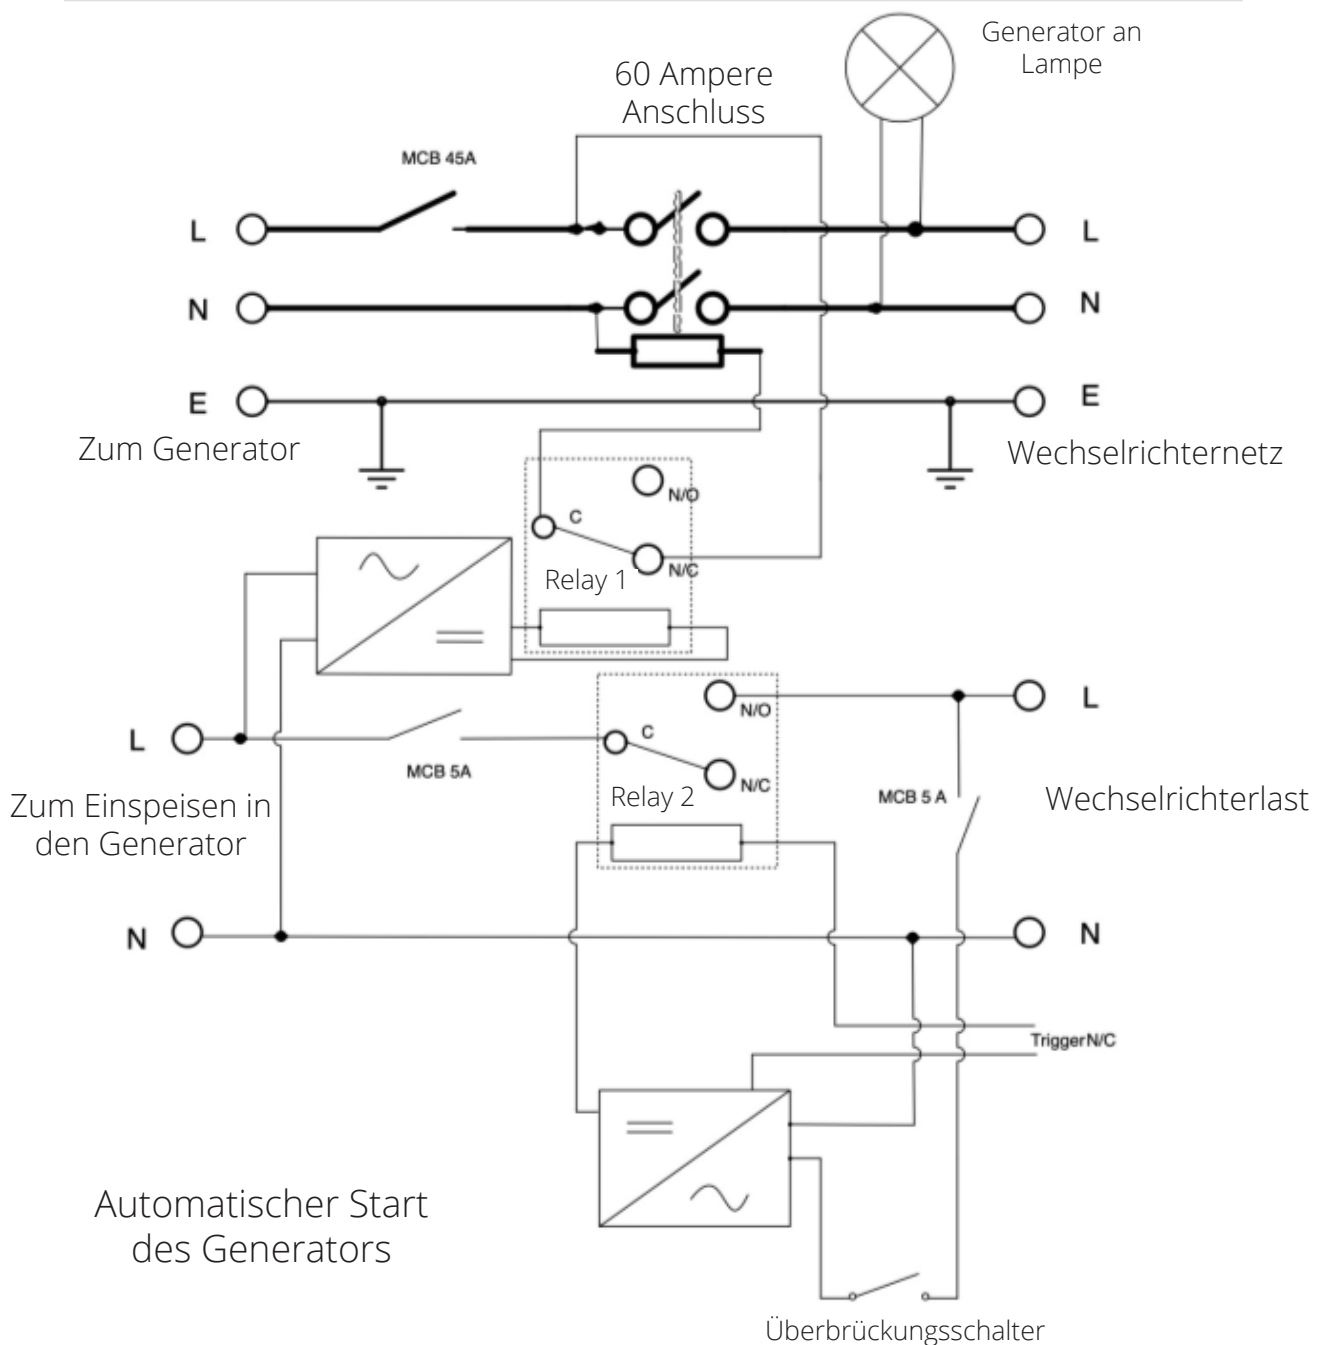 Generator an
Lampe
60 Ampere
Anschluss
MCB 45A
L
L
N
N
E
E
Zum Generator
Wechselrichternetz
N/O
C
N/C
Relay 1
N/O
L
C
L
MCB 5A
N/C
Relay 2
MCB 5 A
Wechselrichterlast
Zum Einspeisen in
den Generator
N
N
TriggerN/C
Automatischer Start
des Generators
Überbrückungsschalter